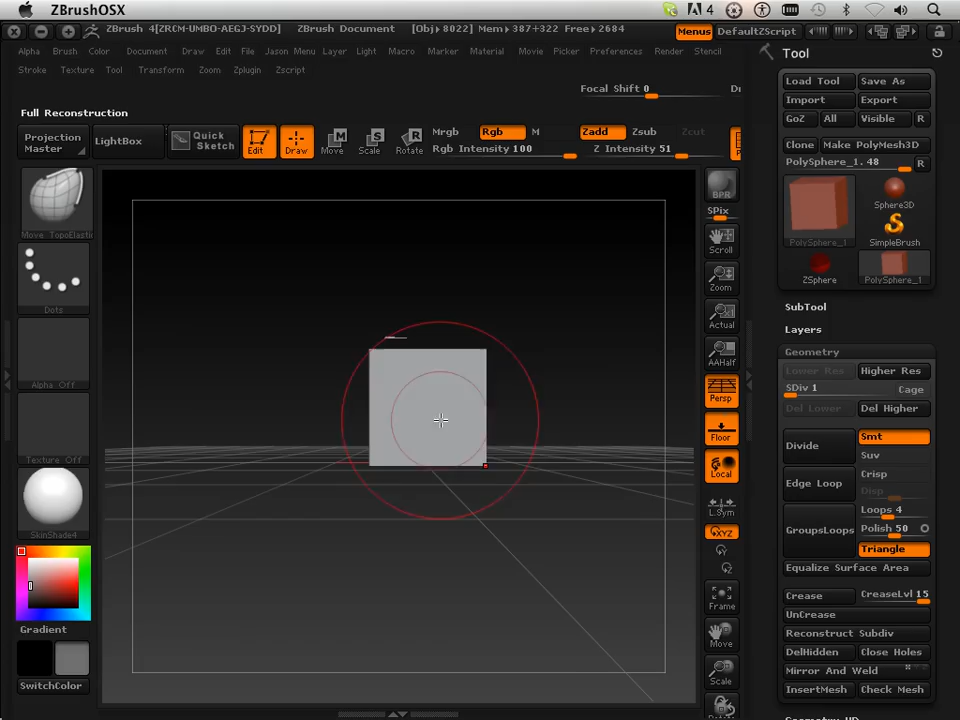 ZBrushOSX
4
ZBrush 4[ZRCM-UMBO-AEGJ-SYDD] ZBrush Document [Obj▸8022] Mem▸387+322 Free▸2684 Menus DefaultZScript
Alpha Brush Color Document Draw Edit File Jason Menu Layer Light Macro Marker Material Movie Picker Preferences Render Stencil
Stroke Texture Tool Transform Zoom Zplugin Zscript
Focal Shift 0
Full Reconstruction
Projection Master
LightBox
Quick Sketch
Edit
Draw
Move
Scale
Rotate
Mrgb Rgb M
Rgb Intensity 100
Zadd Zsub Zcut
Z Intensity 51
Dots
Alpha Off
Texture Off
SkinShade4
Gradient
SwitchColor
BPR
SPix
Scroll
Zoom
Actual
AAHalf
Persp
Floor
Local
L.Sym
XYZ
Y
Z
Frame
Move
Scale
Tool
Load Tool Save As
Import Export
GoZ All Visible R
Clone Make PolyMesh3D
PolySphere_1. 48 R
PolySphere_1
Sphere3D
SimpleBrush
ZSphere
PolySphere_1
SubTool
Layers
Geometry
Lower Res Higher Res
SDiv 1 Cage
Del Lower Del Higher
Divide Smt
Suv
Edge Loop Crisp
Disp
GroupsLoops Loops 4
Polish 50
Triangle
Equalize Surface Area
Crease CreaseLvl 15
UnCrease
Reconstruct Subdiv
DelHidden Close Holes
Mirror And Weld
InsertMesh Check Mesh